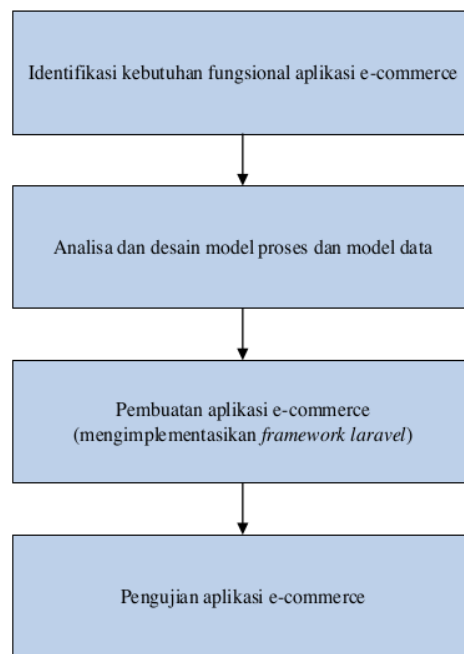 Identifikasi kebutuhan fungsional aplikasi e-commerce
Analisa dan desain model proses dan model data
Pembuatan aplikasi e-commerce
(mengimplementasikan framework laravel)
Pengujian aplikasi e-commerce